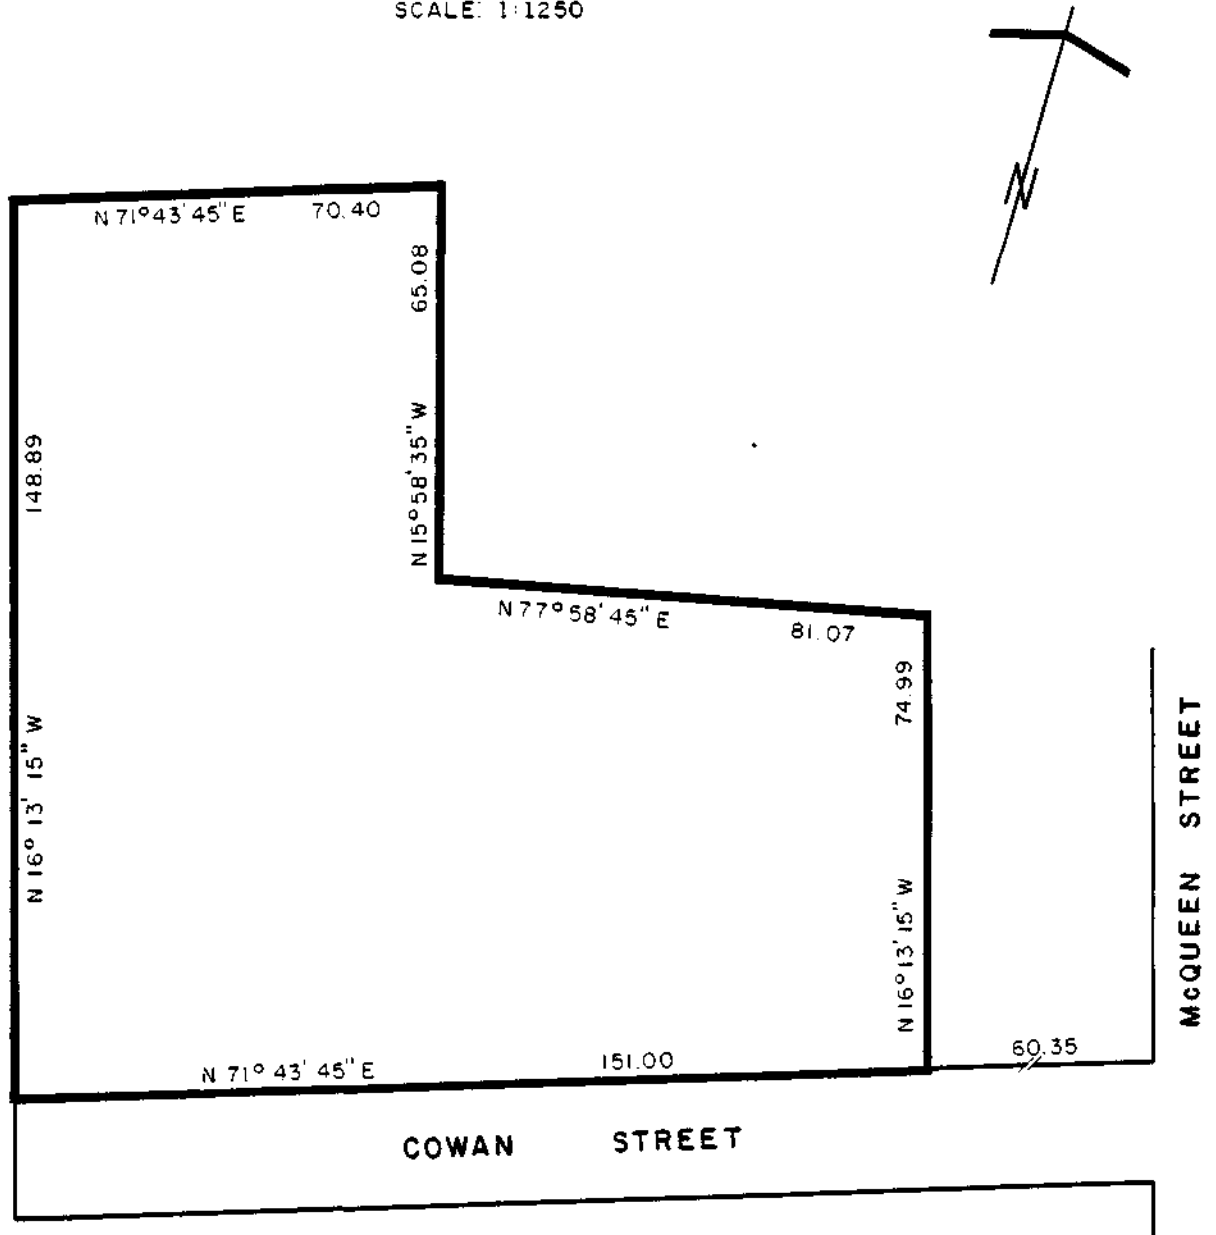 SCALE: 1:1250
N
N 71° 43' 45" E 70.40
65.08
N 15° 58' 35" W
148.89
N 16° 13' 15" W
N 77° 58' 45" E 81.07
74.99
N 16° 13' 15" W
McQUEEN STREET
N 71° 43' 45" E 151.00
60.35
COWAN STREET